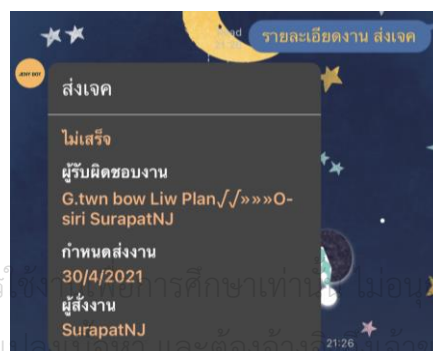 รายละเอียดงาน ส่งเจค
JENY BOT
ส่งเจค
ไม่เสร็จ
ผู้รับผิดชอบงาน
G.twn bow Liw Plan√√»»»O-
siri SurapatNJ
กำหนดส่งงาน
30/4/2021
ผู้สั่งงาน
SurapatNJ
21:26